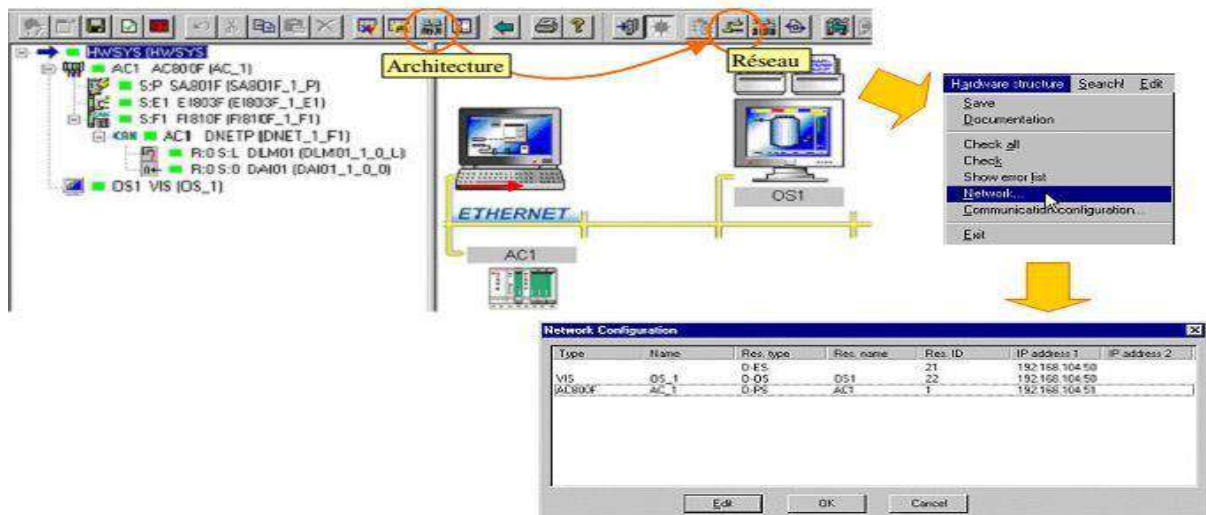 HWSYS (HWSYS
AC1 AC800F (AC_1)
S:P SA801F (SA801F_1_P)
S:E1 EI803F (EI803F_1_E1)
S:F1 FI810F (FI810F_1_F1)
CAN AC1 DNETP (DNET_1_F1)
R:0 S:L DLM01 (DLM01_1_0_L)
R:0 S:0 DAI01 (DAI01_1_0_0)
OS1 VIS (OS_1)
Architecture
Réseau
ETHERNET
OS1
AC1
Hardware structure Search! Edit
Save
Documentation
Check all
Check
Show error list
Network...
Communication configuration...
Exit
Network Configuration
Type Name Res. type Res. name Res. ID IP address 1 IP address 2
D-ES 21 192.168.104.50
VIS OS_1 D-OS OS1 22 192.168.104.50
AC800F AC_1 D-PS AC1 1 192.168.104.51
Edit OK Cancel